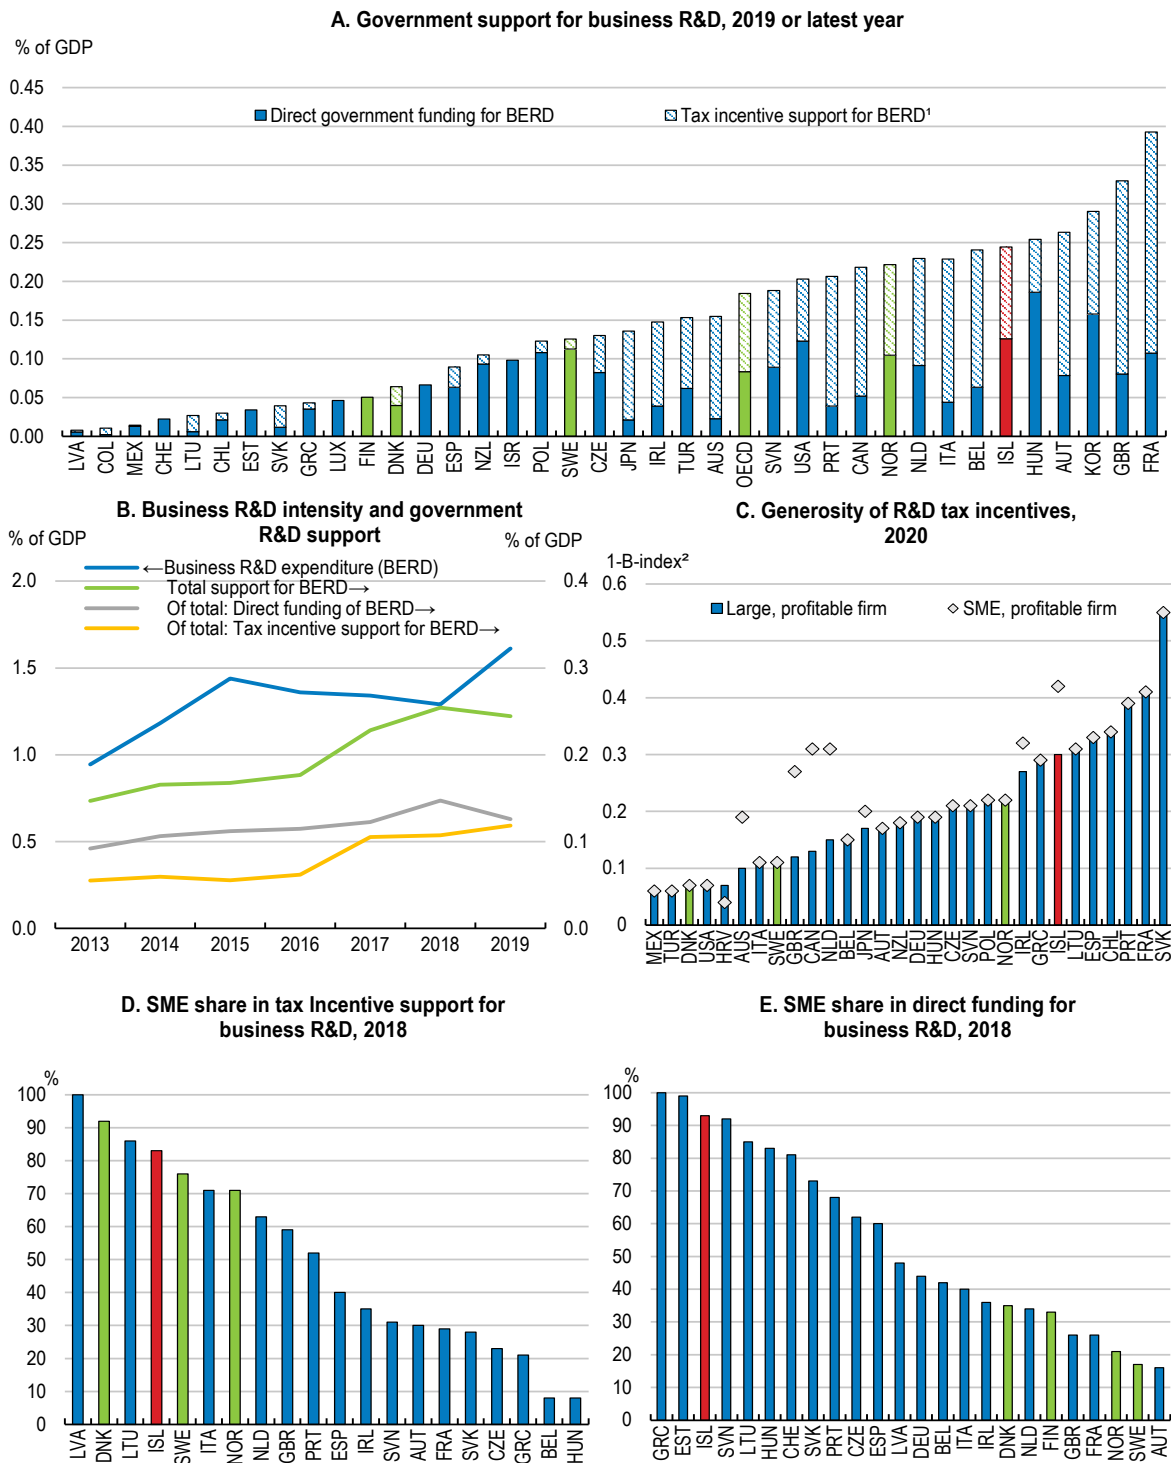 A. Government support for business R&D, 2019 or latest year
% of GDP
0.45
0.40
0.35
0.30
0.25
0.20
0.15
0.10
0.05
0.00
Direct government funding for BERD
Tax incentive support for BERD¹
LVA COL MEX CHE LTU CHL EST SVK GRC LUX FIN DNK DEU ESP NZL ISR POL SWE CZE JPN IRL TUR AUS OECD SVN USA PRT CAN NOR NLD ITA BEL ISL HUN AUT KOR GBR FRA
B. Business R&D intensity and government
R&D support
% of GDP
% of GDP
←Business R&D expenditure (BERD)
Total support for BERD→
Of total: Direct funding of BERD→
Of total: Tax incentive support for BERD→
2.0
1.5
1.0
0.5
0.0
0.4
0.3
0.2
0.1
0.0
2013 2014 2015 2016 2017 2018 2019
C. Generosity of R&D tax incentives,
2020
1-B-index²
0.6
0.5
0.4
0.3
0.2
0.1
0
Large, profitable firm
SME, profitable firm
MEX TUR DNK USA HRV AUS ITA SWE GBR CAN NLD BEL JPN AUT NZL DEU HUN CZE SVN POL NOR IRL GRC ISL LTU ESP CHL PRT FRA SVK
D. SME share in tax Incentive support for
business R&D, 2018
%
100
90
80
70
60
50
40
30
20
10
0
LVA DNK LTU ISL SWE ITA NOR NLD GBR PRT ESP IRL SVN AUT FRA SVK CZE GRC BEL HUN
E. SME share in direct funding for
business R&D, 2018
%
100
90
80
70
60
50
40
30
20
10
0
GRC EST ISL SVN LTU HUN CHE SVK PRT CZE ESP LVA DEU BEL ITA IRL DNK NLD FIN GBR FRA NOR SWE AUT